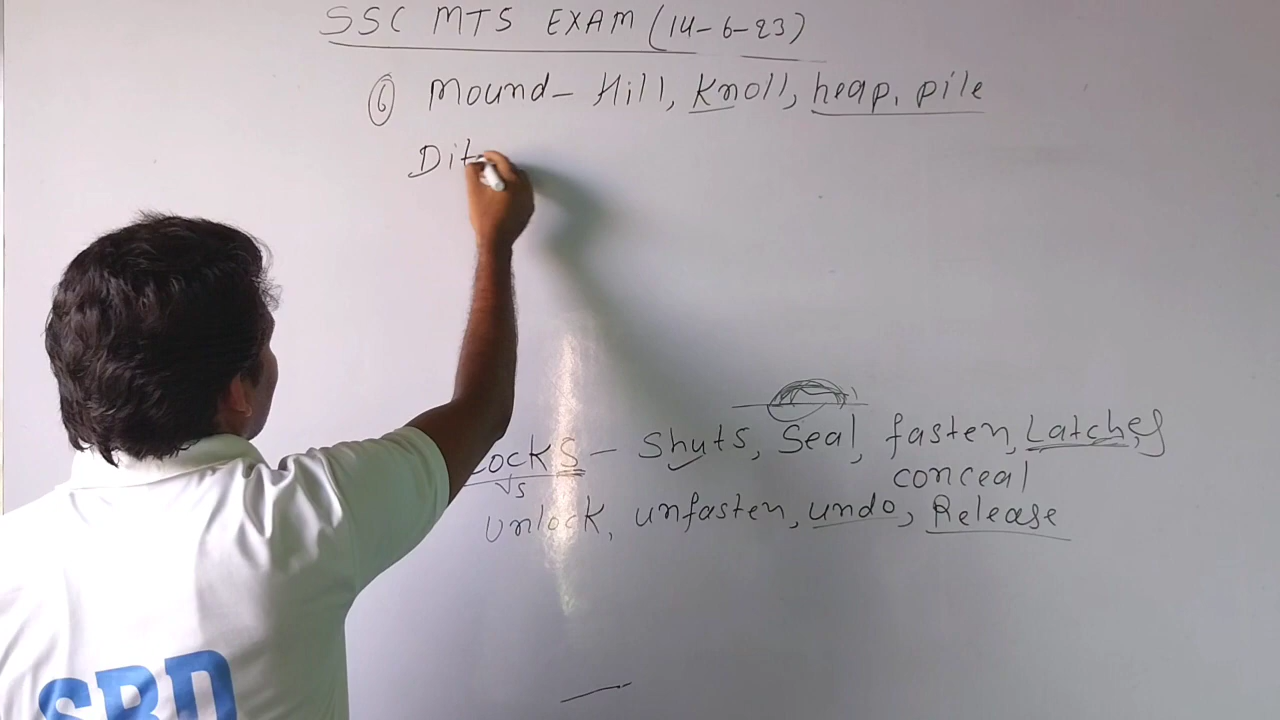 SSC MTS EXAM (14-6-23)
⑥ Mound - Hill, Knoll, heap, pile
Dit
ocks - Shuts, Seal, fasten, Latches
conceal
vs
Unlock, unfasten, undo, Release
SBD